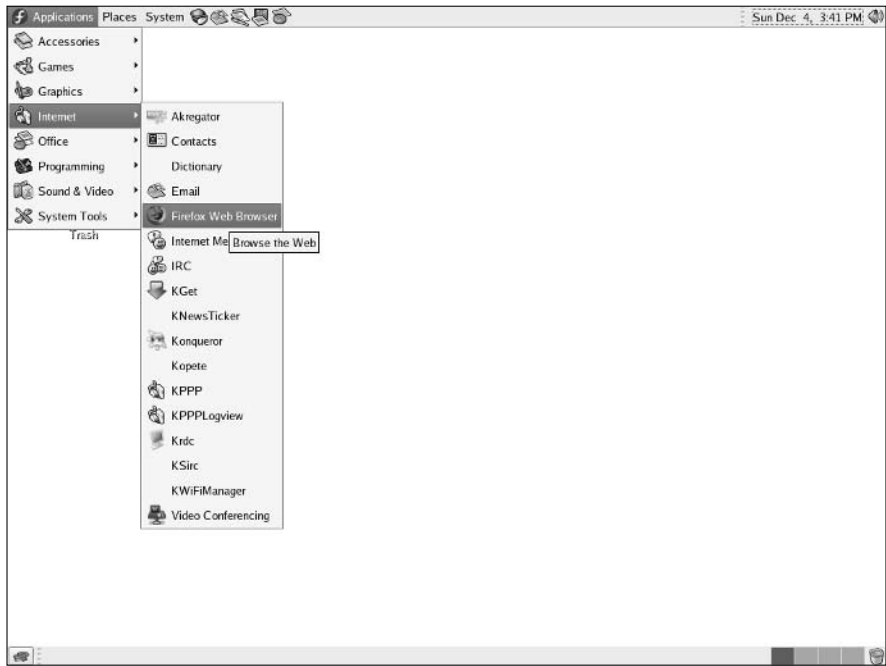 Applications Places System Sun Dec 4, 3:41 PM
Accessories
Games
Graphics
Internet
Office
Programming
Sound & Video
System Tools
Trash
Akregator
Contacts
Dictionary
Email
Firefox Web Browser
Internet Me
Browse the Web
IRC
KGet
KNewsTicker
Konqueror
Kopete
KPPP
KPPPLogview
Krdc
KSirc
KWiFiManager
Video Conferencing